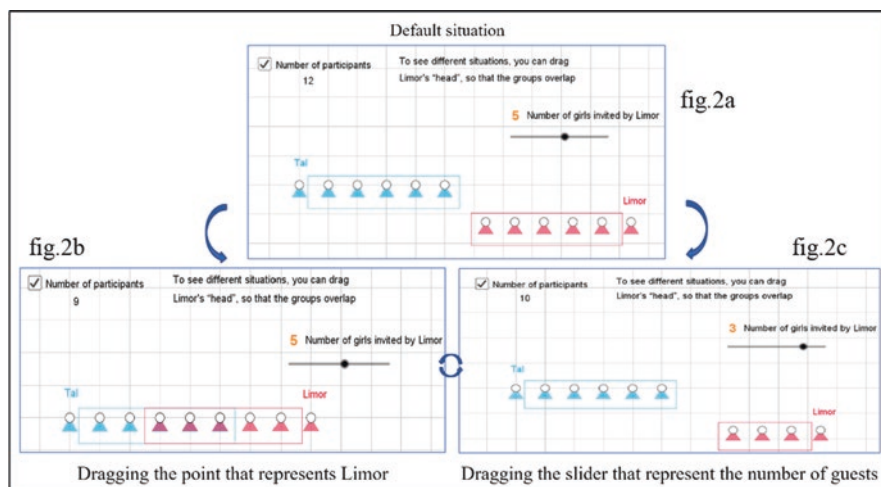 Default situation
Number of participants
12
To see different situations, you can drag
Limor's "head", so that the groups overlap
5 Number of girls invited by Limor
Tal
Limor
fig.2a
fig.2b
Number of participants
9
To see different situations, you can drag
Limor's "head", so that the groups overlap
5 Number of girls invited by Limor
Tal
Limor
Dragging the point that represents Limor
fig.2c
Number of participants
10
To see different situations, you can drag
Limor's "head", so that the groups overlap
3 Number of girls invited by Limor
Tal
Limor
Dragging the slider that represent the number of guests